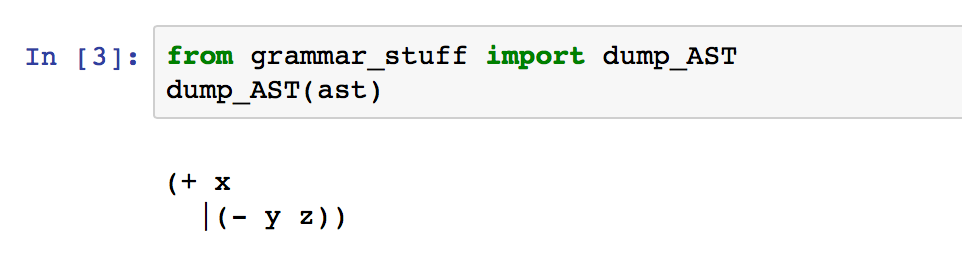 In [3]: from grammar_stuff import dump_AST
dump_AST(ast)
(+ x
|(- y z))